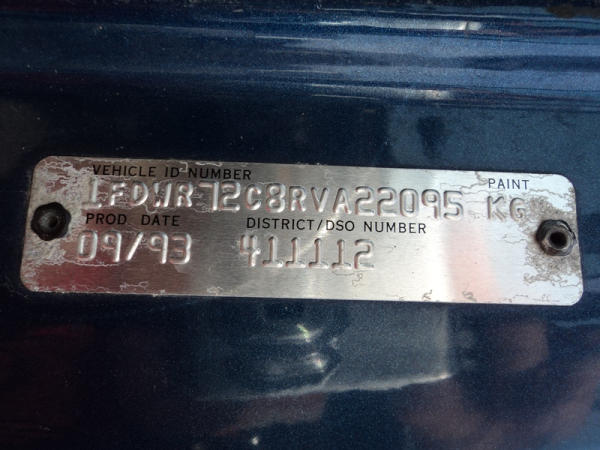 VEHICLE ID NUMBER PAINT
1FDWR72C8RVA22095 KG
PROD DATE DISTRICT/DSO NUMBER
09/93 411112